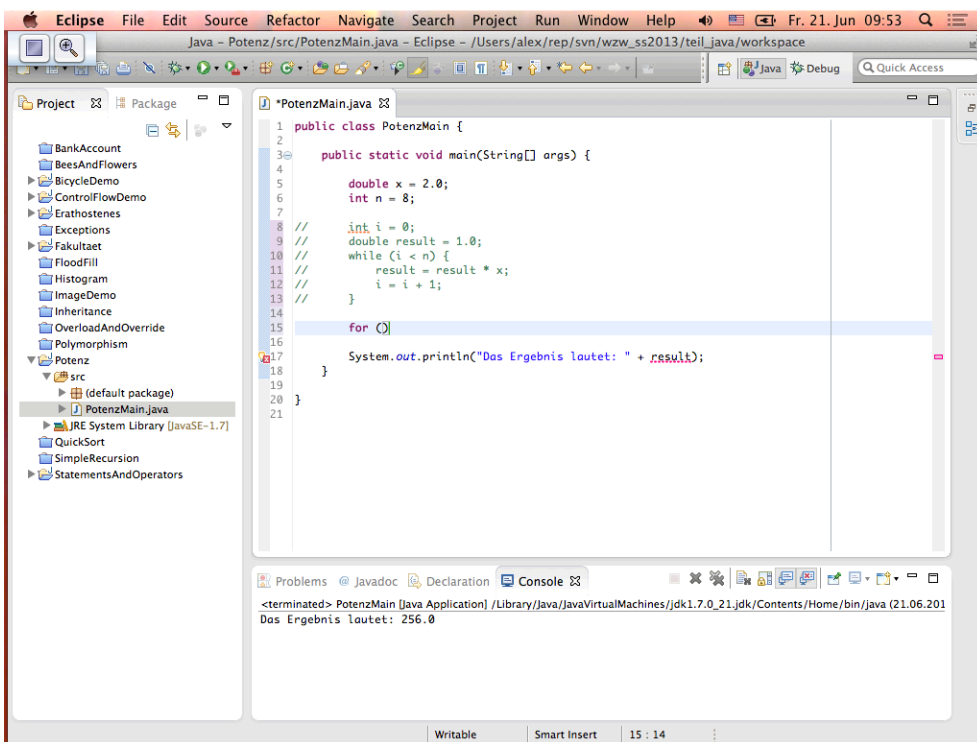 Eclipse File Edit Source Refactor Navigate Search Project Run Window Help Fr. 21. Jun 09:53
Java – Potenz/src/PotenzMain.java – Eclipse – /Users/alex/rep/svn/wzw_ss2013/teil_java/workspace
Java Debug Quick Access
Project Package
BankAccount
BeesAndFlowers
BicycleDemo
ControlFlowDemo
Erathostenes
Exceptions
Fakultaet
FloodFill
Histogram
ImageDemo
Inheritance
OverloadAndOverride
Polymorphism
Potenz
src
(default package)
PotenzMain.java
JRE System Library [JavaSE-1.7]
QuickSort
SimpleRecursion
StatementsAndOperators
*PotenzMain.java
1 public class PotenzMain {
2
3 public static void main(String[] args) {
4
5 double x = 2.0;
6 int n = 8;
7
8 // int i = 0;
9 // double result = 1.0;
10 // while (i < n) {
11 // result = result * x;
12 // i = i + 1;
13 // }
14
15 for ()
16
17 System.out.println("Das Ergebnis lautet: " + result);
18 }
19
20 }
21
Problems @ Javadoc Declaration Console
<terminated> PotenzMain [Java Application] /Library/Java/JavaVirtualMachines/jdk1.7.0_21.jdk/Contents/Home/bin/java (21.06.201
Das Ergebnis lautet: 256.0
Writable Smart Insert 15 : 14